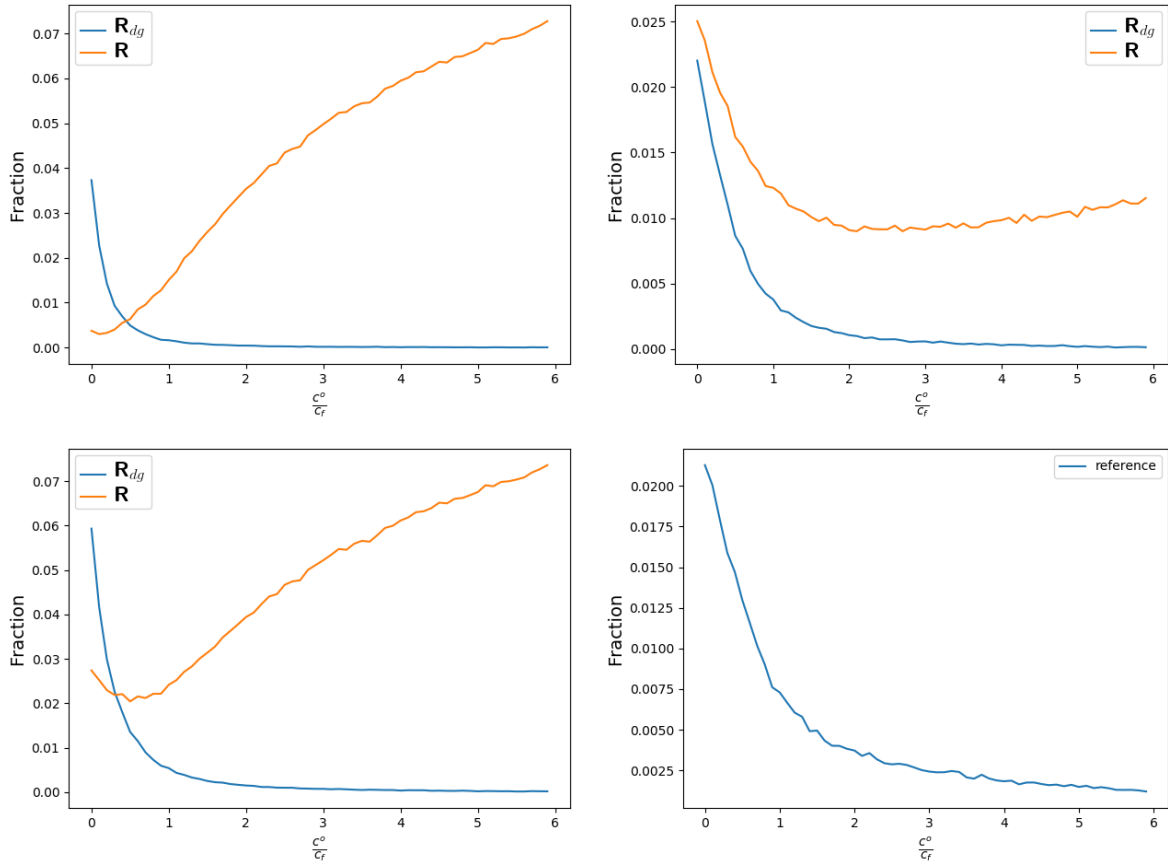 R_dg
R
Fraction
0.07
0.06
0.05
0.04
0.03
0.02
0.01
0.00
0 1 2 3 4 5 6
c^o/c_f
R_dg
R
Fraction
0.025
0.020
0.015
0.010
0.005
0.000
0 1 2 3 4 5 6
c^o/c_f
R_dg
R
Fraction
0.07
0.06
0.05
0.04
0.03
0.02
0.01
0.00
0 1 2 3 4 5 6
c^o/c_f
reference
Fraction
0.0200
0.0175
0.0150
0.0125
0.0100
0.0075
0.0050
0.0025
0 1 2 3 4 5 6
c^o/c_f